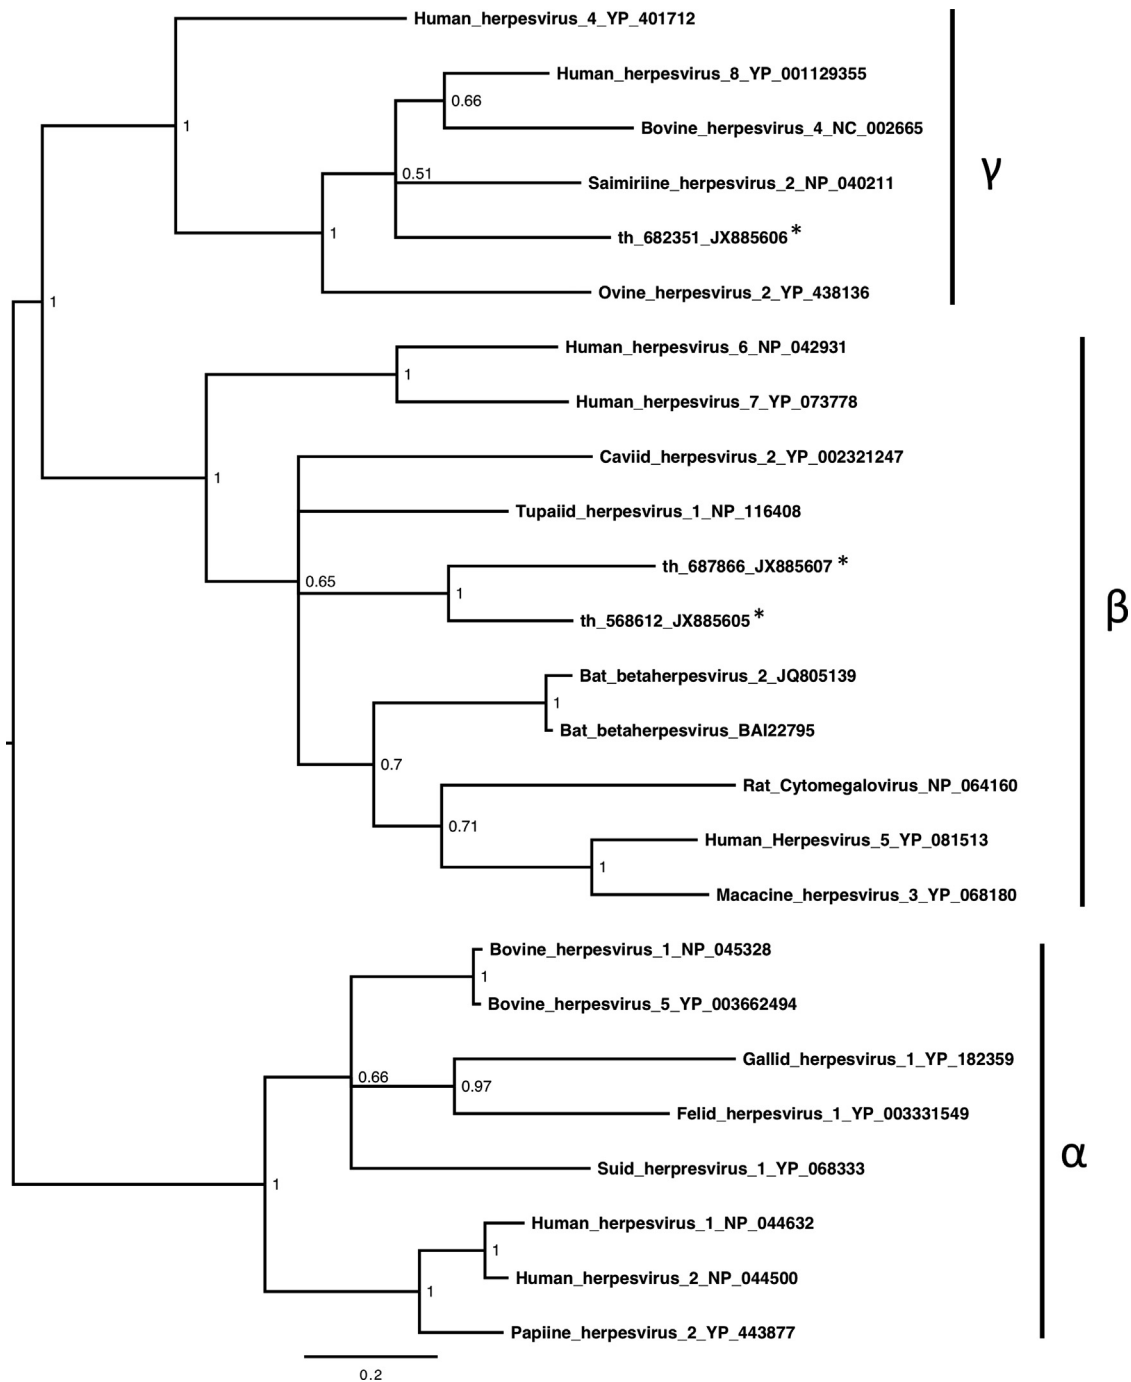 Human_herpesvirus_4_YP_401712
Human_herpesvirus_8_YP_001129355
0.66
Bovine_herpesvirus_4_NC_002665
1
γ
0.51
Saimiriine_herpesvirus_2_NP_040211
1
th_682351_JX885606*
Ovine_herpesvirus_2_YP_438136
1
Human_herpesvirus_6_NP_042931
1
Human_herpesvirus_7_YP_073778
Caviid_herpesvirus_2_YP_002321247
1
Tupaiid_herpesvirus_1_NP_116408
th_687866_JX885607*
0.65
1
β
th_568612_JX885605*
Bat_betaherpesvirus_2_JQ805139
1
Bat_betaherpesvirus_BAI22795
0.7
Rat_Cytomegalovirus_NP_064160
0.71
Human_Herpesvirus_5_YP_081513
1
Macacine_herpesvirus_3_YP_068180
Bovine_herpesvirus_1_NP_045328
1
Bovine_herpesvirus_5_YP_003662494
Gallid_herpesvirus_1_YP_182359
0.66
0.97
Felid_herpesvirus_1_YP_003331549
α
Suid_herpresvirus_1_YP_068333
1
Human_herpesvirus_1_NP_044632
1
Human_herpesvirus_2_NP_044500
1
Papiine_herpesvirus_2_YP_443877
0.2